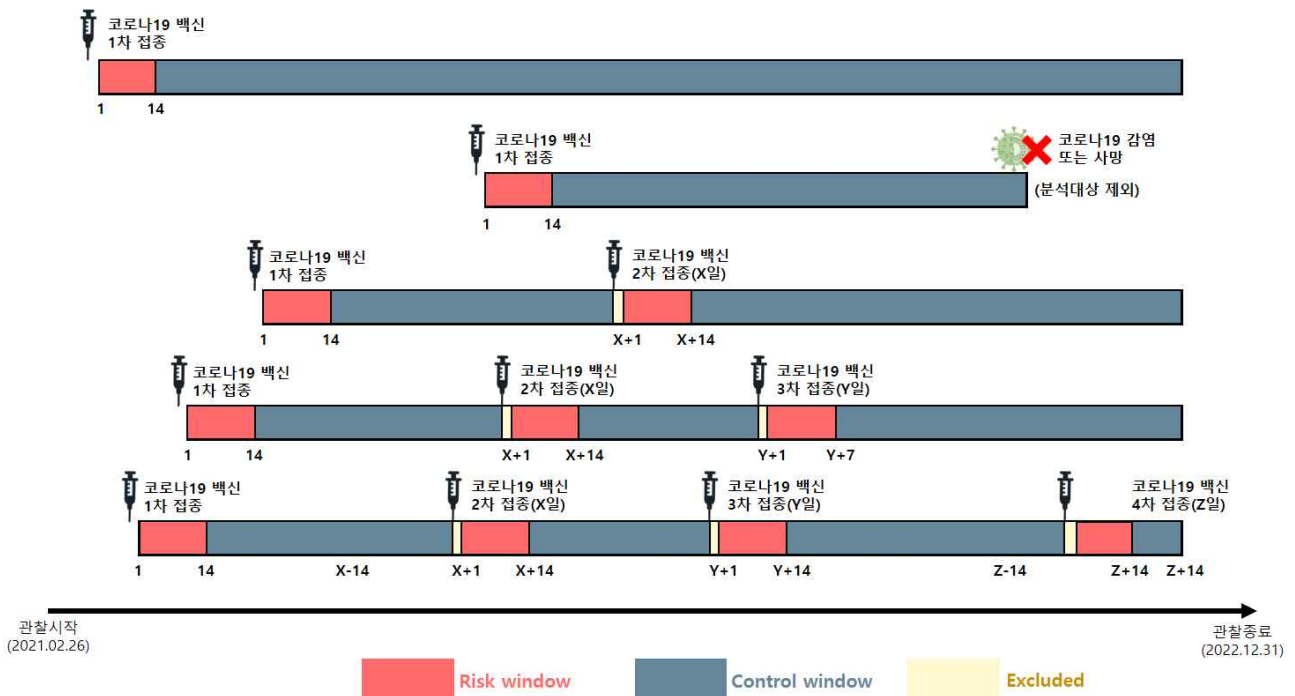 코로나19 백신
1차 접종
1 14
코로나19 백신
1차 접종
코로나19 감염
또는 사망
(분석대상 제외)
1 14
코로나19 백신
1차 접종
코로나19 백신
2차 접종(X일)
1 14 X+1 X+14
코로나19 백신
1차 접종
코로나19 백신
2차 접종(X일)
코로나19 백신
3차 접종(Y일)
1 14 X+1 X+14 Y+1 Y+7
코로나19 백신
1차 접종
코로나19 백신
2차 접종(X일)
코로나19 백신
3차 접종(Y일)
코로나19 백신
4차 접종(Z일)
1 14 X-14 X+1 X+14 Y+1 Y+14 Z-14 Z+14 Z+14
관찰시작
(2021.02.26)
관찰종료
(2022.12.31)
Risk window Control window Excluded